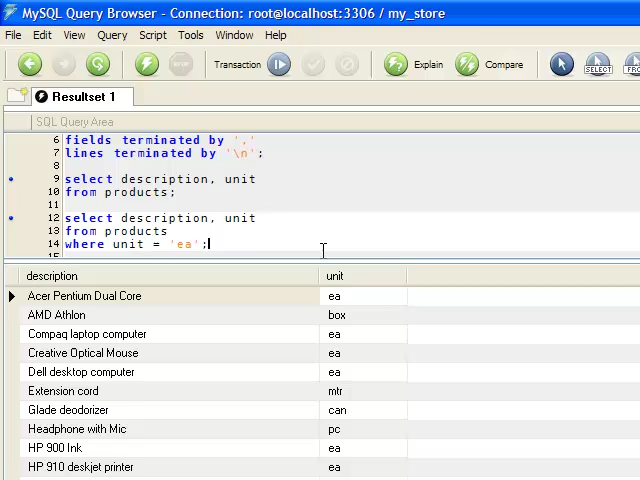 MySQL Query Browser - Connection: root@localhost:3306 / my_store
File Edit View Query Script Tools Window Help
Transaction Explain Compare SELECT FRO
Resultset 1
SQL Query Area
6 fields terminated by ','
7 lines terminated by '\n';
8
9 select description, unit
10 from products;
11
12 select description, unit
13 from products
14 where unit = 'ea';
15
description unit
Acer Pentium Dual Core ea
AMD Athlon box
Compaq laptop computer ea
Creative Optical Mouse ea
Dell desktop computer ea
Extension cord mtr
Glade deodorizer can
Headphone with Mic pc
HP 900 Ink ea
HP 910 deskjet printer ea